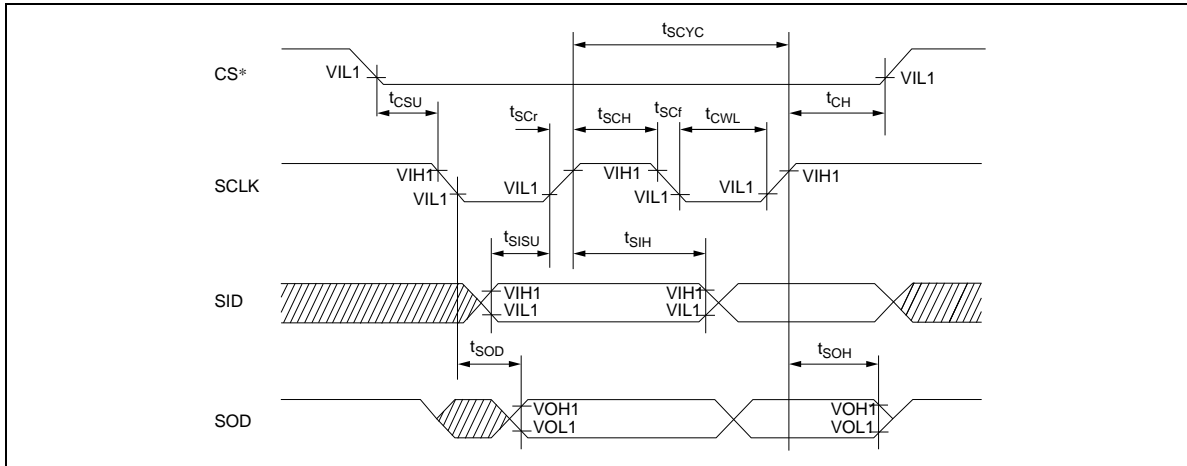 tSCYC
CS*
VIL1
VIL1
tCSU
tSCr
tSCH
tSCf
tCWL
tCH
SCLK
VIH1
VIL1
VIL1
VIH1
VIL1
VIL1
VIH1
tSISU
tSIH
SID
VIH1
VIH1
VIL1
VIL1
tSOD
tSOH
SOD
VOH1
VOH1
VOL1
VOL1